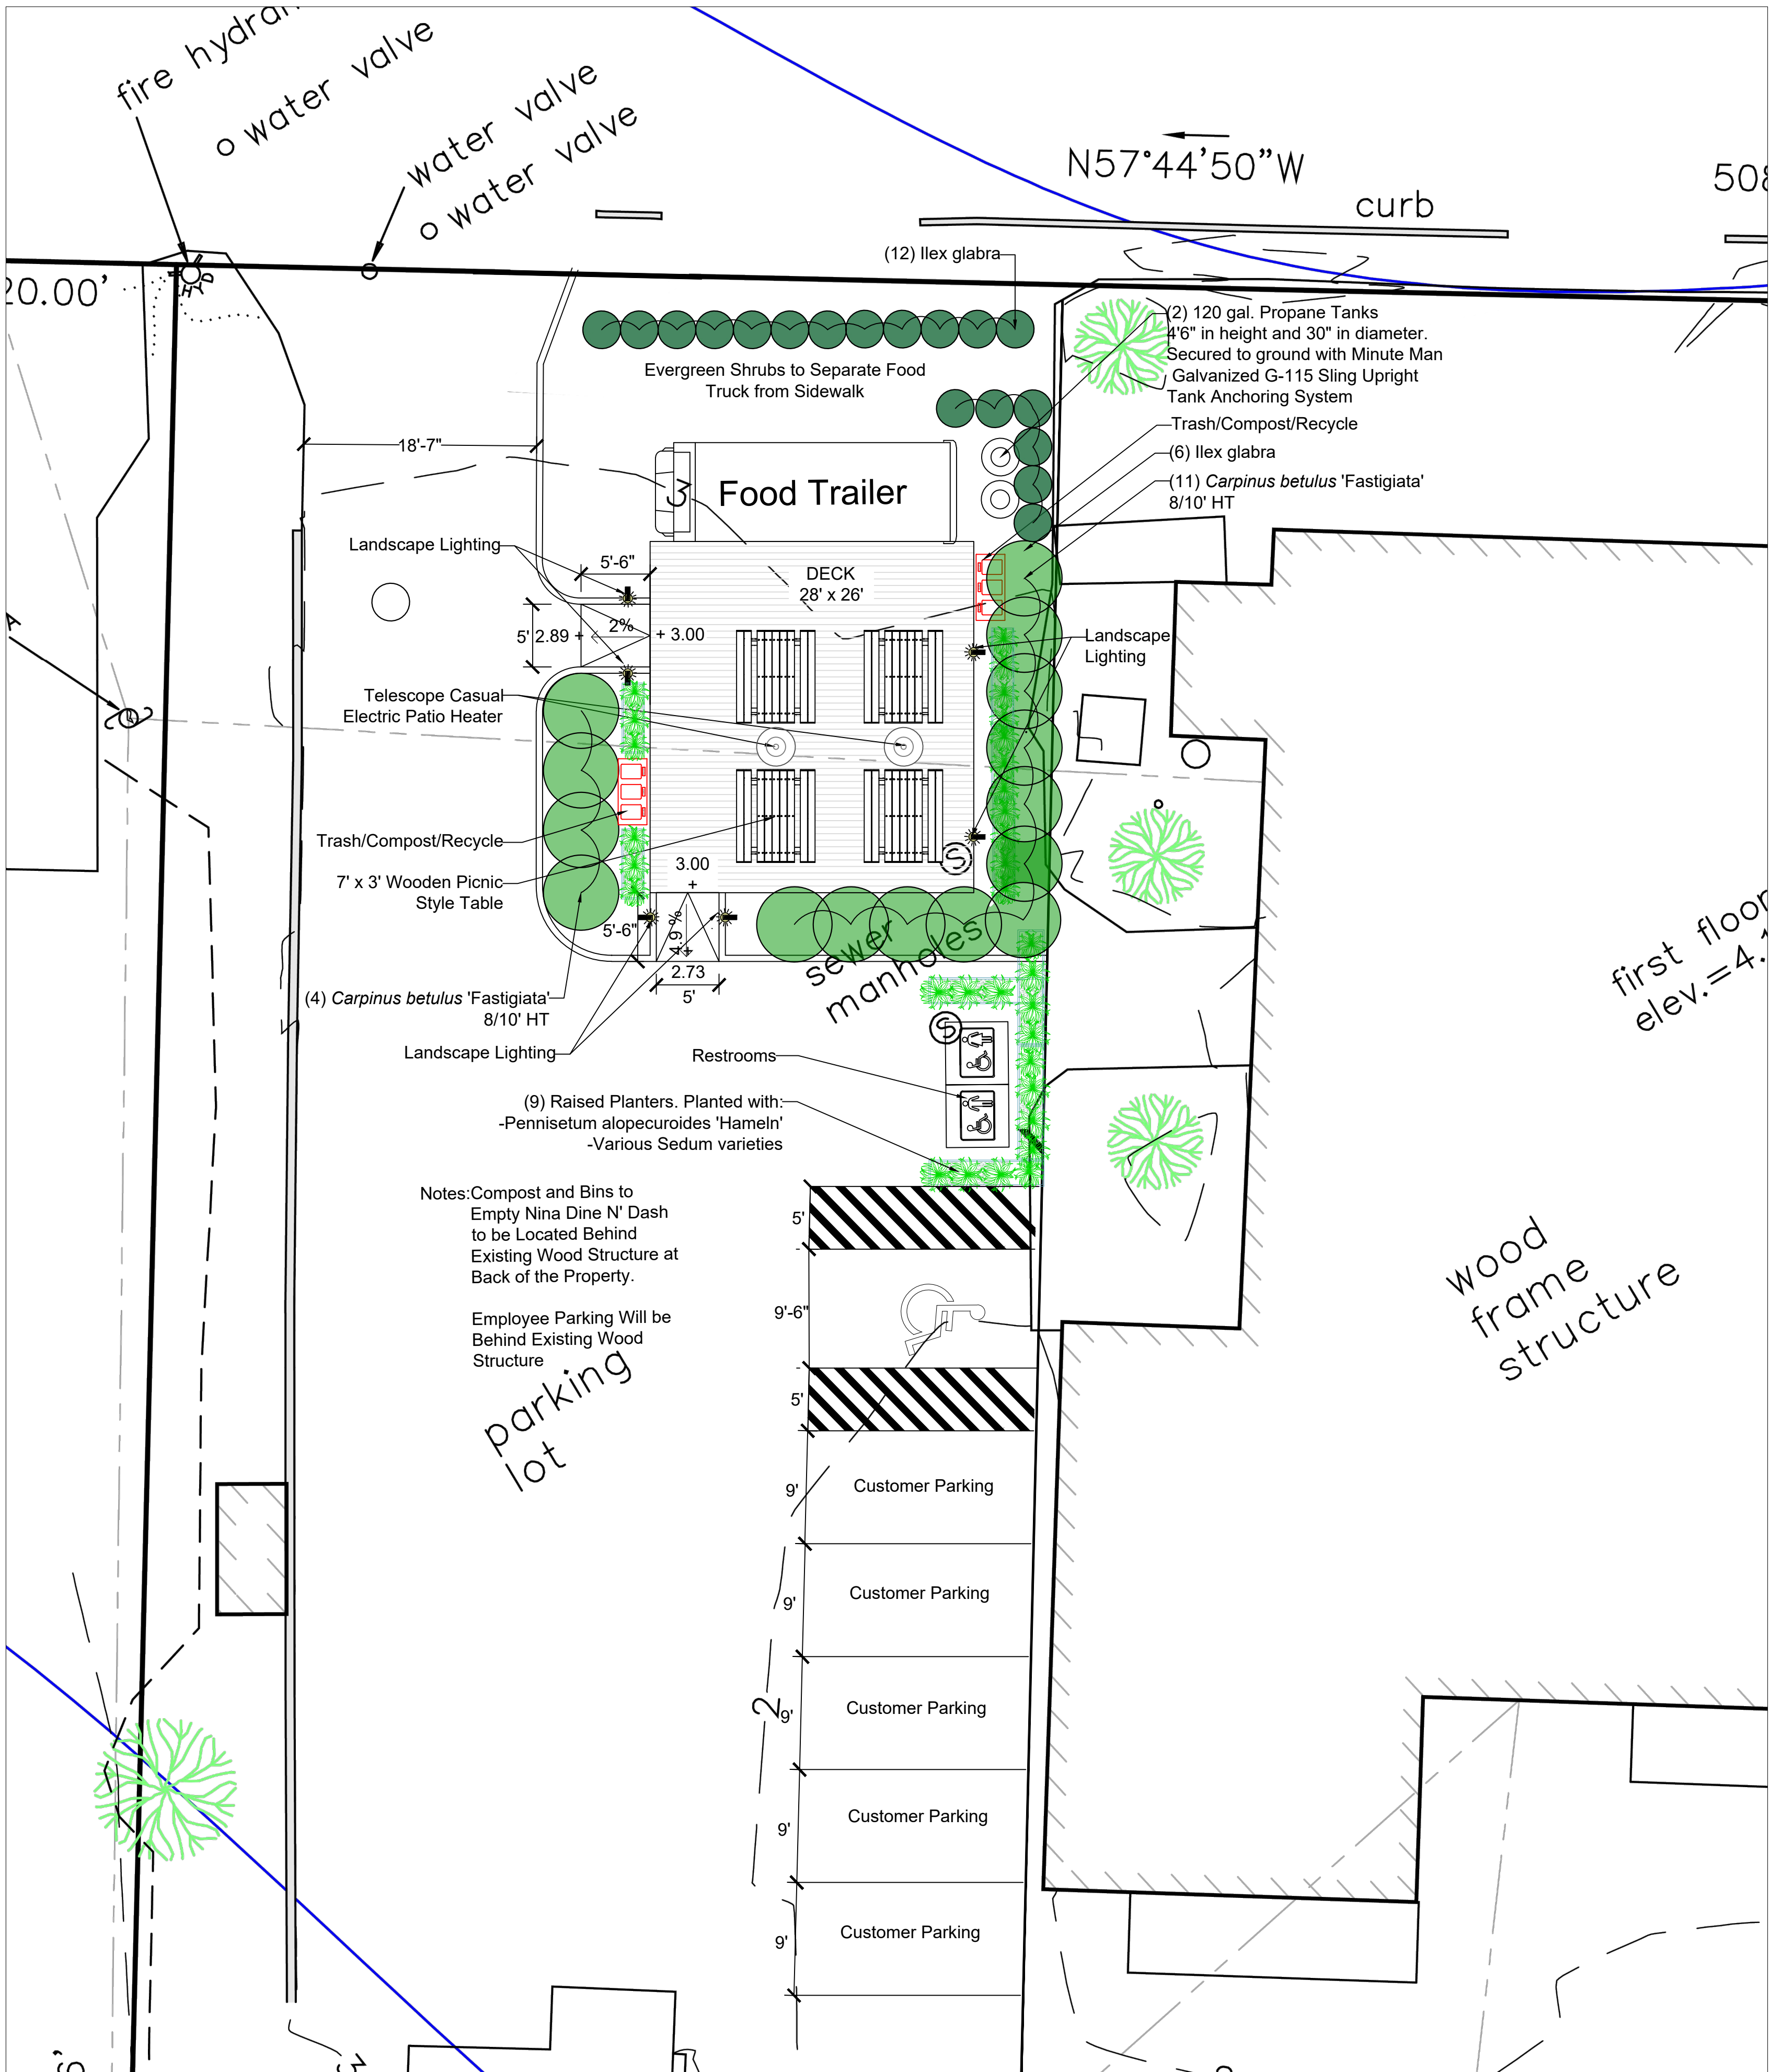 fire hydran
water valve
water valve
water valve
N57°44'50"W
508
curb
20.00'
HYD
(12) Ilex glabra
(2) 120 gal. Propane Tanks
4'6" in height and 30" in diameter.
Secured to ground with Minute Man
Galvanized G-115 Sling Upright
Tank Anchoring System
Evergreen Shrubs to Separate Food
Truck from Sidewalk
Trash/Compost/Recycle
(6) Ilex glabra
(11) Carpinus betulus 'Fastigiata'
8/10' HT
18'-7"
3
Food Trailer
Landscape Lighting
5'-6"
DECK
28' x 26'
5'
2.89 +
2%
+ 3.00
Landscape
Lighting
Telescope Casual
Electric Patio Heater
Trash/Compost/Recycle
7' x 3' Wooden Picnic
Style Table
3.00
+
S
5'-6"
4.9 %
+
2.73
5'
sewer
manholes
first floor
elev.=4.1
(4) Carpinus betulus 'Fastigiata'
8/10' HT
Landscape Lighting
S
Restrooms
(9) Raised Planters. Planted with:
-Pennisetum alopecuroides 'Hameln'
-Various Sedum varieties
Notes:Compost and Bins to
Empty Nina Dine N' Dash
to be Located Behind
Existing Wood Structure at
Back of the Property.
Employee Parking Will be
Behind Existing Wood
Structure
5'
9'-6"
5'
wood
frame
structure
parking
lot
9'
Customer Parking
9'
Customer Parking
2
9'
Customer Parking
9'
Customer Parking
9'
Customer Parking
3